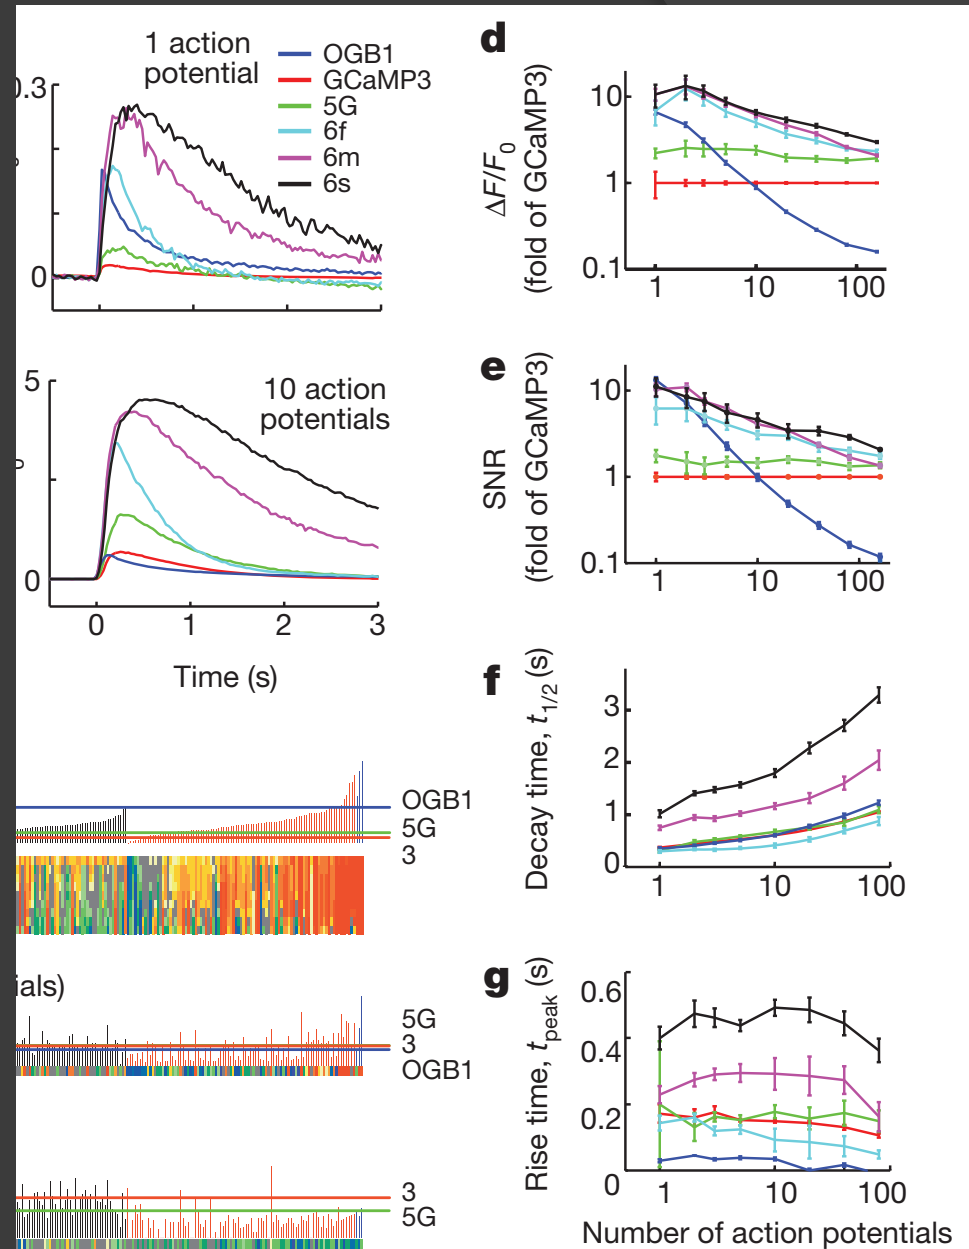 1 action
potential
OGB1
GCaMP3
5G
6f
6m
6s
0.3
0
10 action
potentials
5
0
0
1
2
3
Time (s)
OGB1
5G
3
ials)
5G
3
OGB1
3
5G
d
ΔF/F0
(fold of GCaMP3)
10
1
0.1
1
10
100
e
SNR
(fold of GCaMP3)
10
1
0.1
1
10
100
f
Decay time, t1/2 (s)
3
2
1
0
1
10
100
g
Rise time, tpeak (s)
0.6
0.4
0.2
0
1
10
100
Number of action potentials